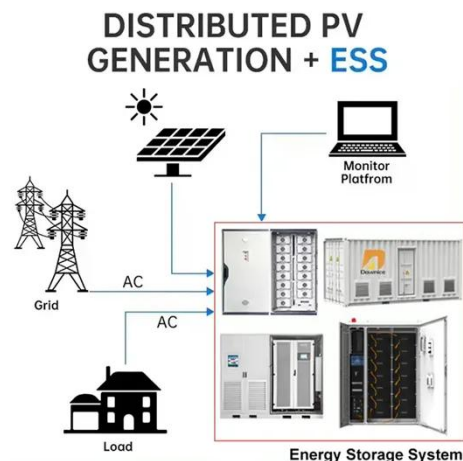 DISTRIBUTED PV
GENERATION + ESS
Monitor
Platfrom
AC
Grid
AC
Load
Energy Storage System